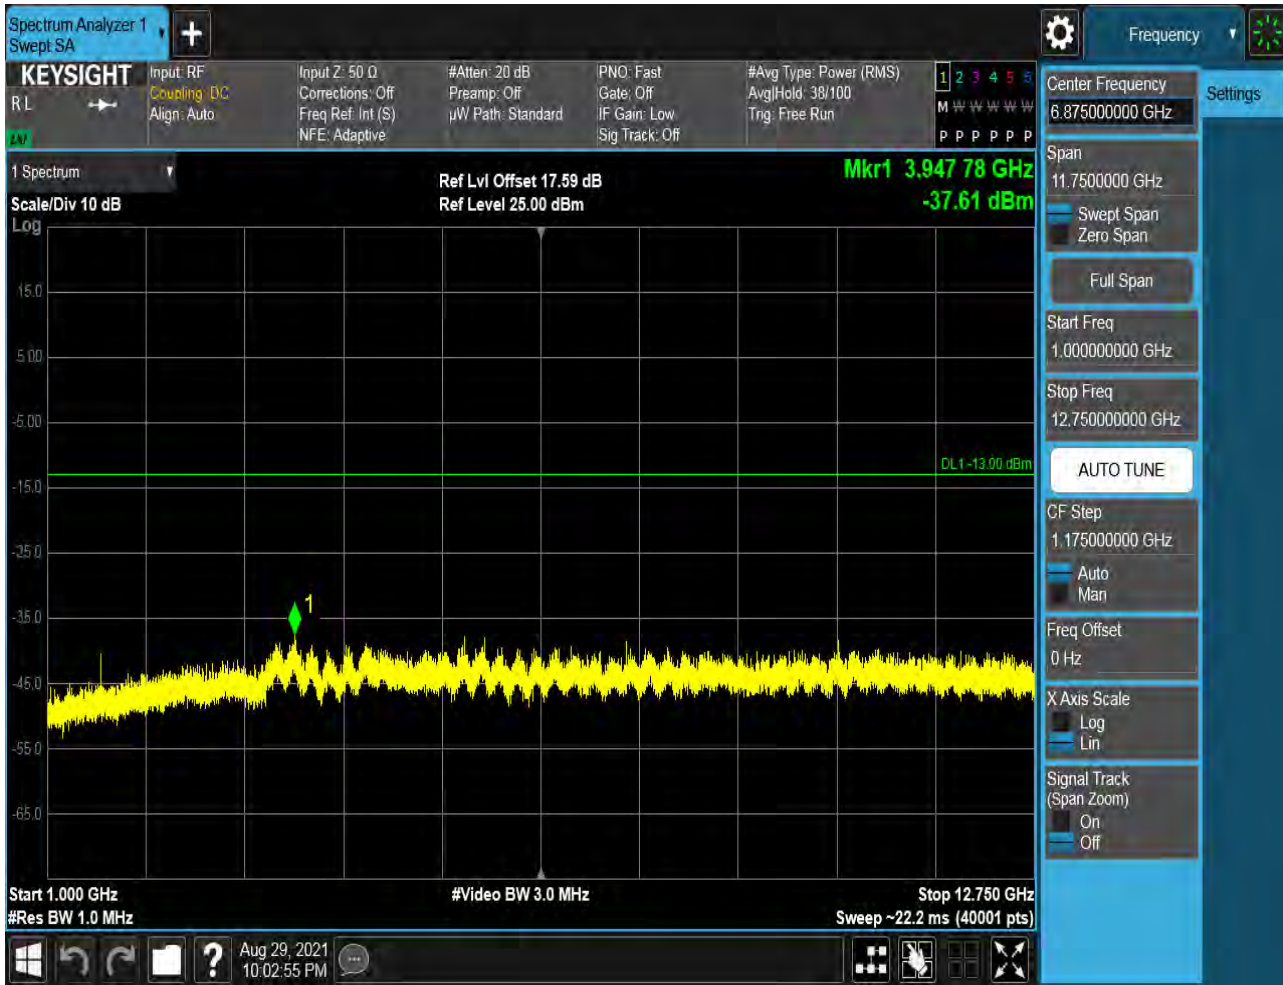 Spectrum Analyzer 1
Swept SA
Frequency
KEYSIGHT
R L
Input: RF
Coupling: DC
Align: Auto
Input Z: 50 Ω
Corrections: Off
Freq Ref: Int (S)
NFE: Adaptive
#Atten: 20 dB
Preamp: Off
µW Path: Standard
PNO: Fast
Gate: Off
IF Gain: Low
Sig Track: Off
#Avg Type: Power (RMS)
Avg|Hold: 38/100
Trig: Free Run
1 2 3 4 5 6
M W W W W W
P P P P P P
1 Spectrum
Scale/Div 10 dB
Log
Ref Lvl Offset 17.59 dB
Ref Level 25.00 dBm
Mkr1 3.947 78 GHz
-37.61 dBm
15.0
5.00
-5.00
-15.0
-25.0
-35.0
-45.0
-55.0
-65.0
DL1 -13.00 dBm
1
Start 1.000 GHz
#Res BW 1.0 MHz
#Video BW 3.0 MHz
Stop 12.750 GHz
Sweep ~22.2 ms (40001 pts)
Aug 29, 2021
10:02:55 PM
Center Frequency
6.875000000 GHz
Settings
Span
11.7500000 GHz
Swept Span
Zero Span
Full Span
Start Freq
1.000000000 GHz
Stop Freq
12.750000000 GHz
AUTO TUNE
CF Step
1.175000000 GHz
Auto
Man
Freq Offset
0 Hz
X Axis Scale
Log
Lin
Signal Track
(Span Zoom)
On
Off